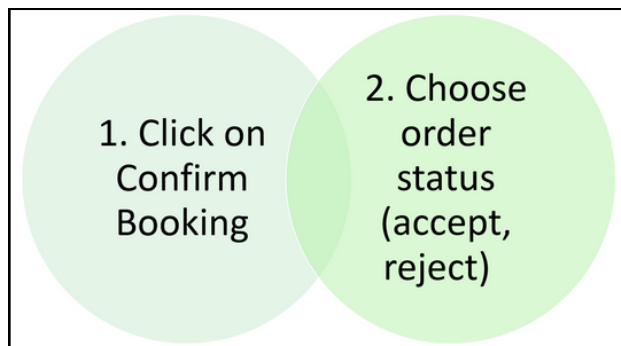 1. Click on
Confirm
Booking
2. Choose
order
status
(accept,
reject)